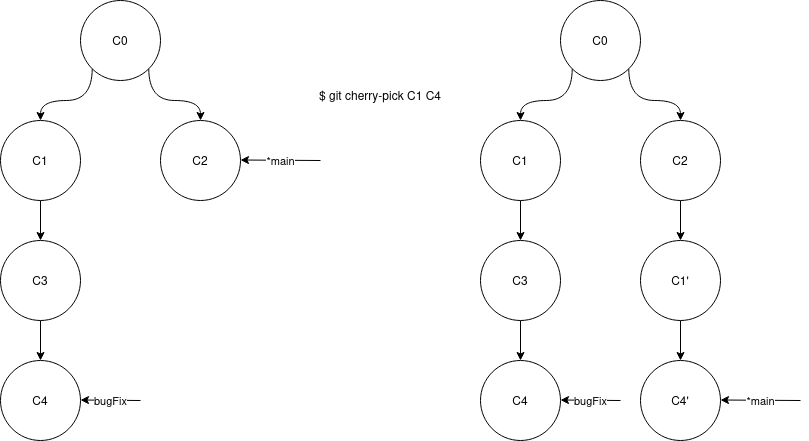 C0
C0
$ git cherry-pick C1 C4
C1
C2
*main
C1
C2
C3
C3
C1'
C4
bugFix
C4
bugFix
C4'
*main